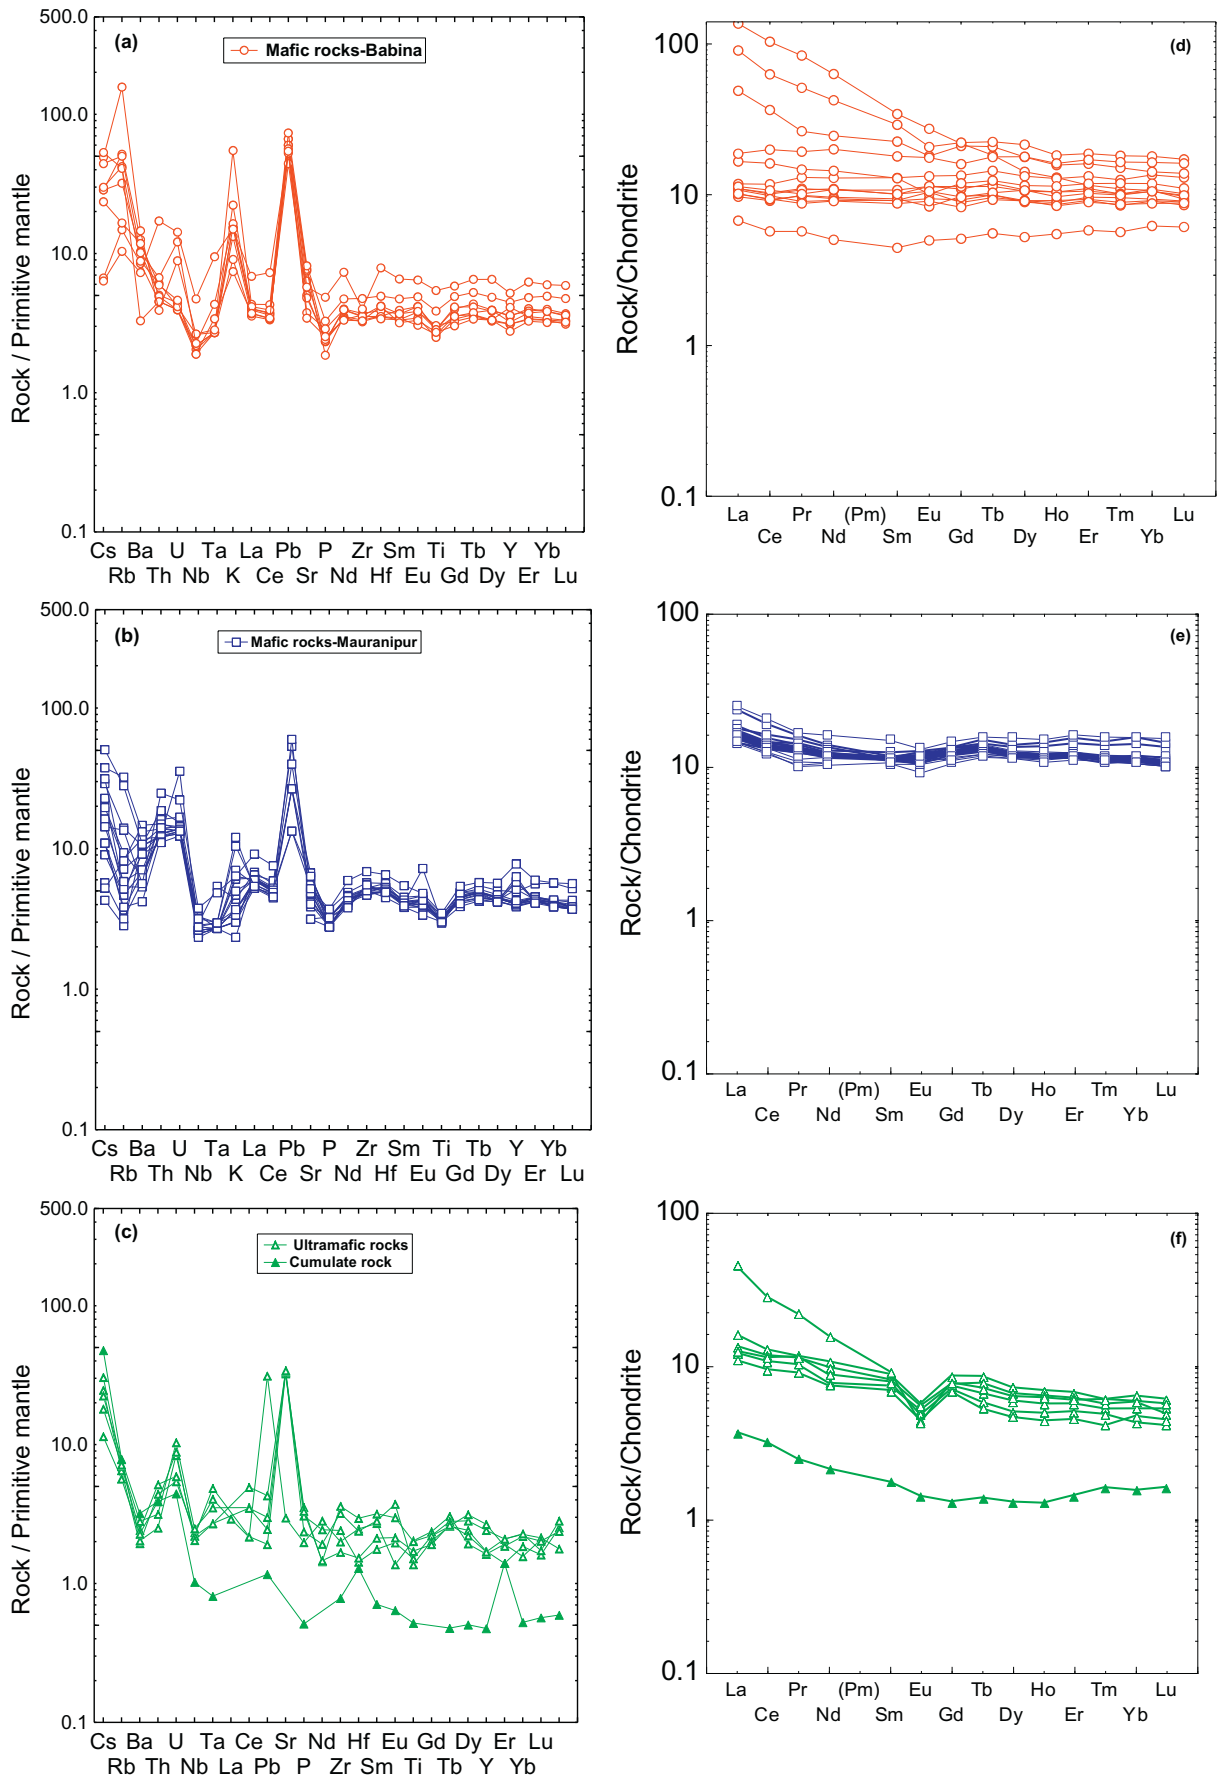 (a)
Mafic rocks-Babina
Rock / Primitive mantle
500.0
100.0
10.0
1.0
0.1
Cs Ba U Ta La Pb P Zr Sm Ti Tb Y Yb
Rb Th Nb K Ce Sr Nd Hf Eu Gd Dy Er Lu
(d)
Rock/Chondrite
100
10
1
0.1
La Pr (Pm) Eu Tb Ho Tm Lu
Ce Nd Sm Gd Dy Er Yb
(b)
Mafic rocks-Mauranipur
Rock / Primitive mantle
500.0
100.0
10.0
1.0
0.1
Cs Ba U Ta La Pb P Zr Sm Ti Tb Y Yb
Rb Th Nb K Ce Sr Nd Hf Eu Gd Dy Er Lu
(e)
Rock/Chondrite
100
10
1
0.1
La Pr (Pm) Eu Tb Ho Tm Lu
Ce Nd Sm Gd Dy Er Yb
(c)
Ultramafic rocks
Cumulate rock
Rock / Primitive mantle
500.0
100.0
10.0
1.0
0.1
Cs Ba U Ta Ce Sr Nd Hf Eu Gd Dy Er Lu
Rb Th Nb La Pb P Zr Sm Ti Tb Y Yb
(f)
Rock/Chondrite
100
10
1
0.1
La Pr (Pm) Eu Tb Ho Tm Lu
Ce Nd Sm Gd Dy Er Yb